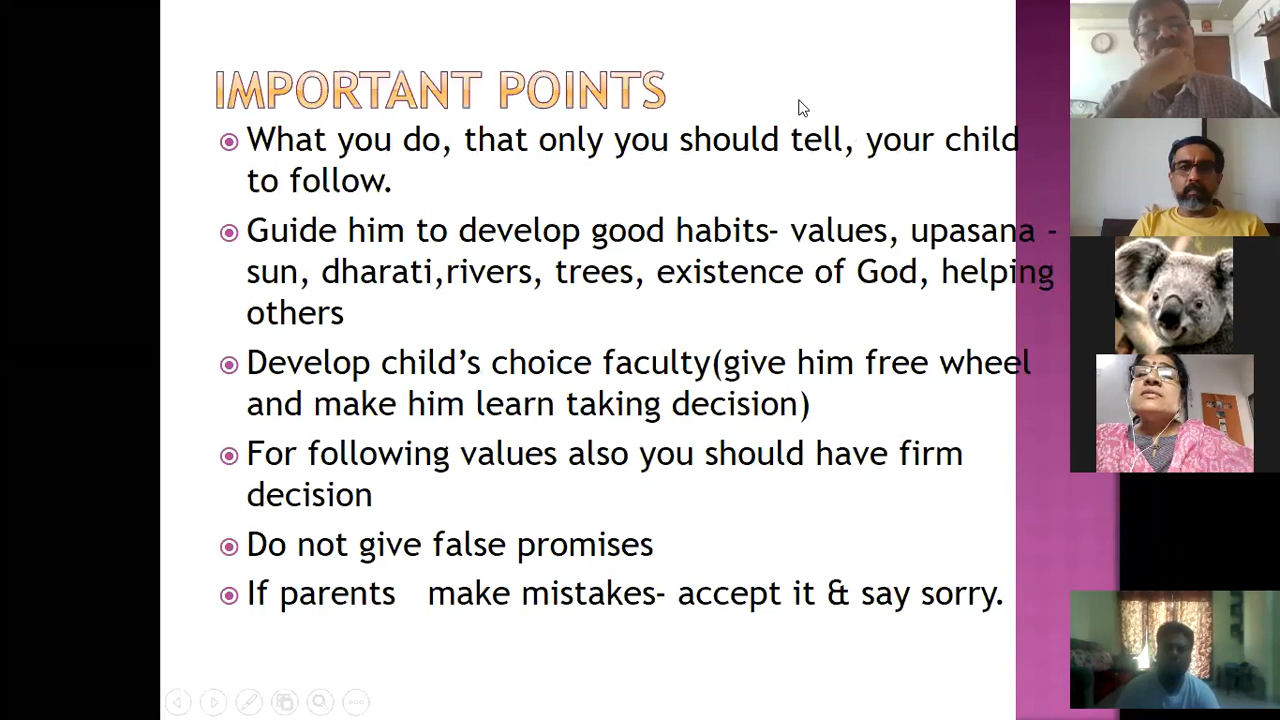 IMPORTANT POINTS
What you do, that only you should tell, your child
to follow.
Guide him to develop good habits- values, upasana -
sun, dharati,rivers, trees, existence of God, helping
others
Develop child’s choice faculty(give him free wheel
and make him learn taking decision)
For following values also you should have firm
decision
Do not give false promises
If parents   make mistakes- accept it & say sorry.